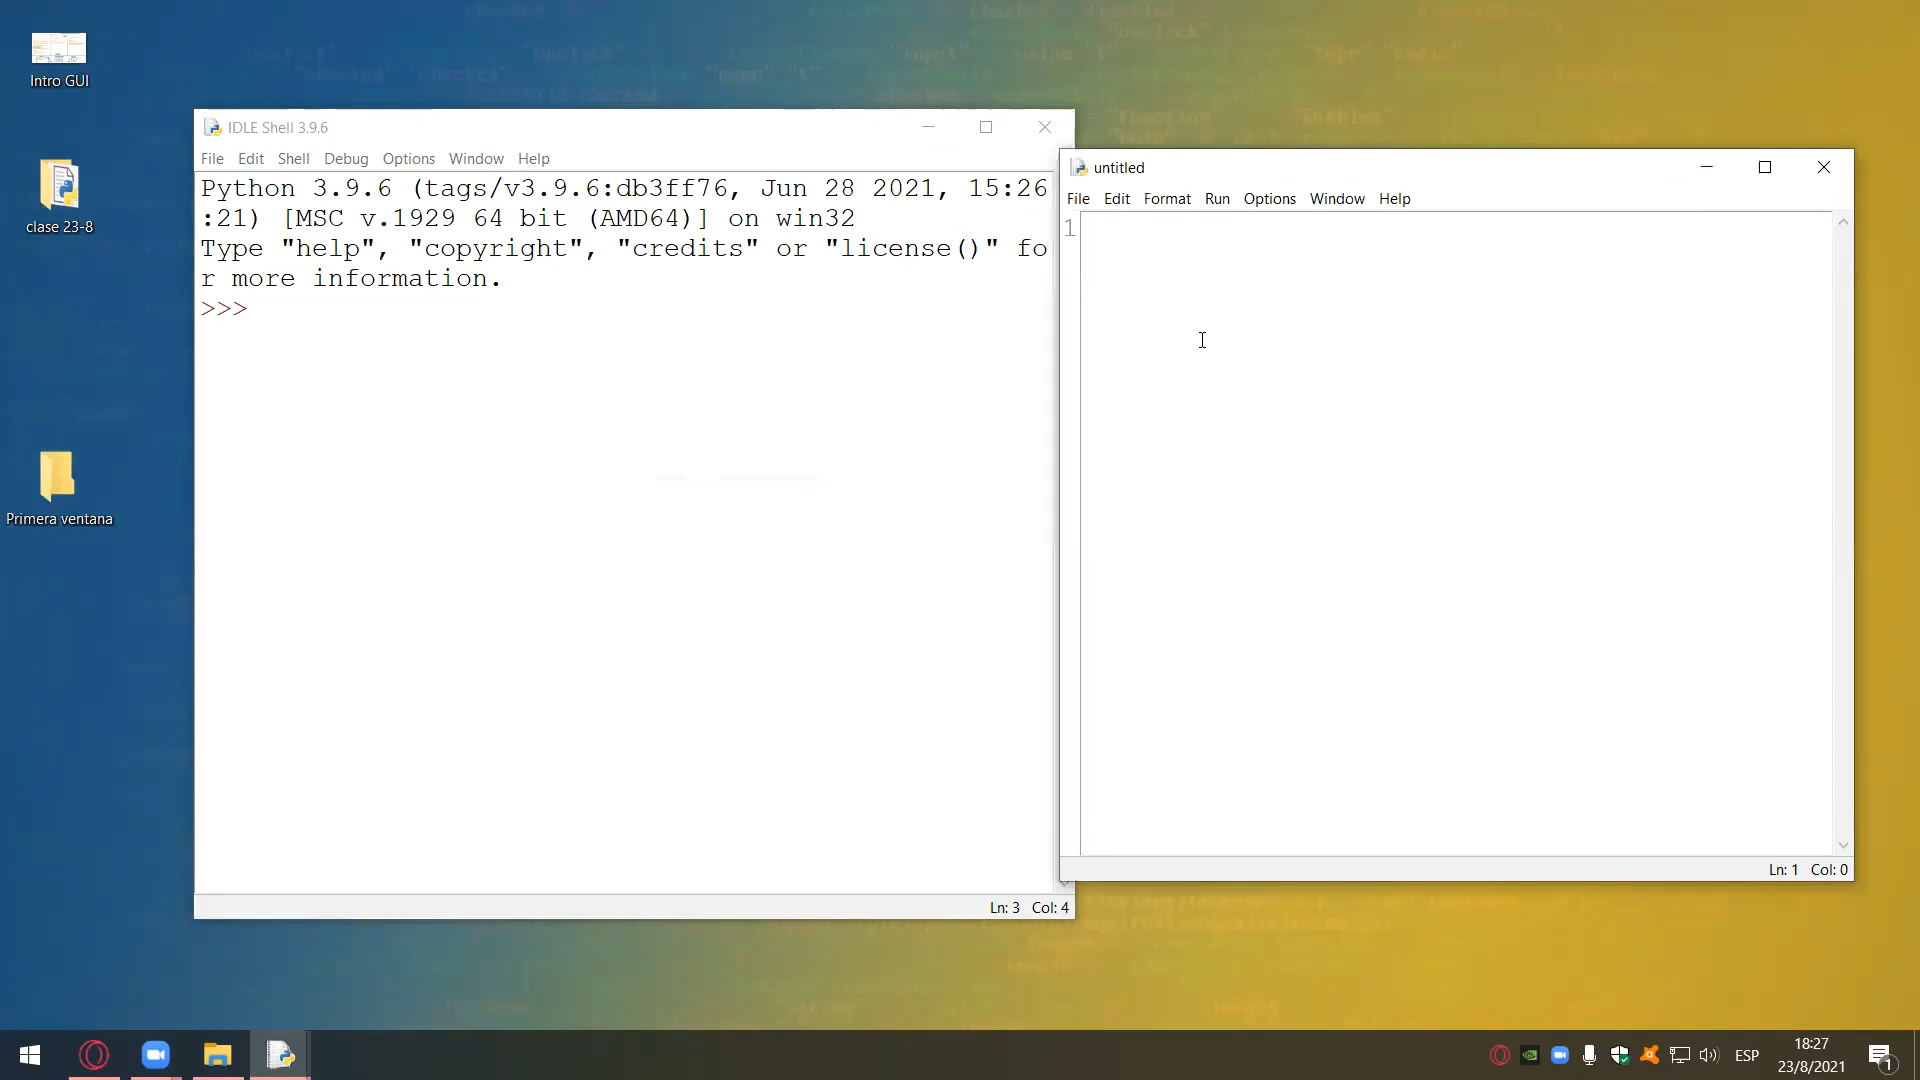 Intro GUI
clase 23-8
Primera ventana
IDLE Shell 3.9.6
File Edit Shell Debug Options Window Help
Python 3.9.6 (tags/v3.9.6:db3ff76, Jun 28 2021, 15:26
:21) [MSC v.1929 64 bit (AMD64)] on win32
Type "help", "copyright", "credits" or "license()" fo
r more information.
>>>
Ln: 3 Col: 4
untitled
File Edit Format Run Options Window Help
1
Ln: 1 Col: 0
ESP
18:27
23/8/2021
1